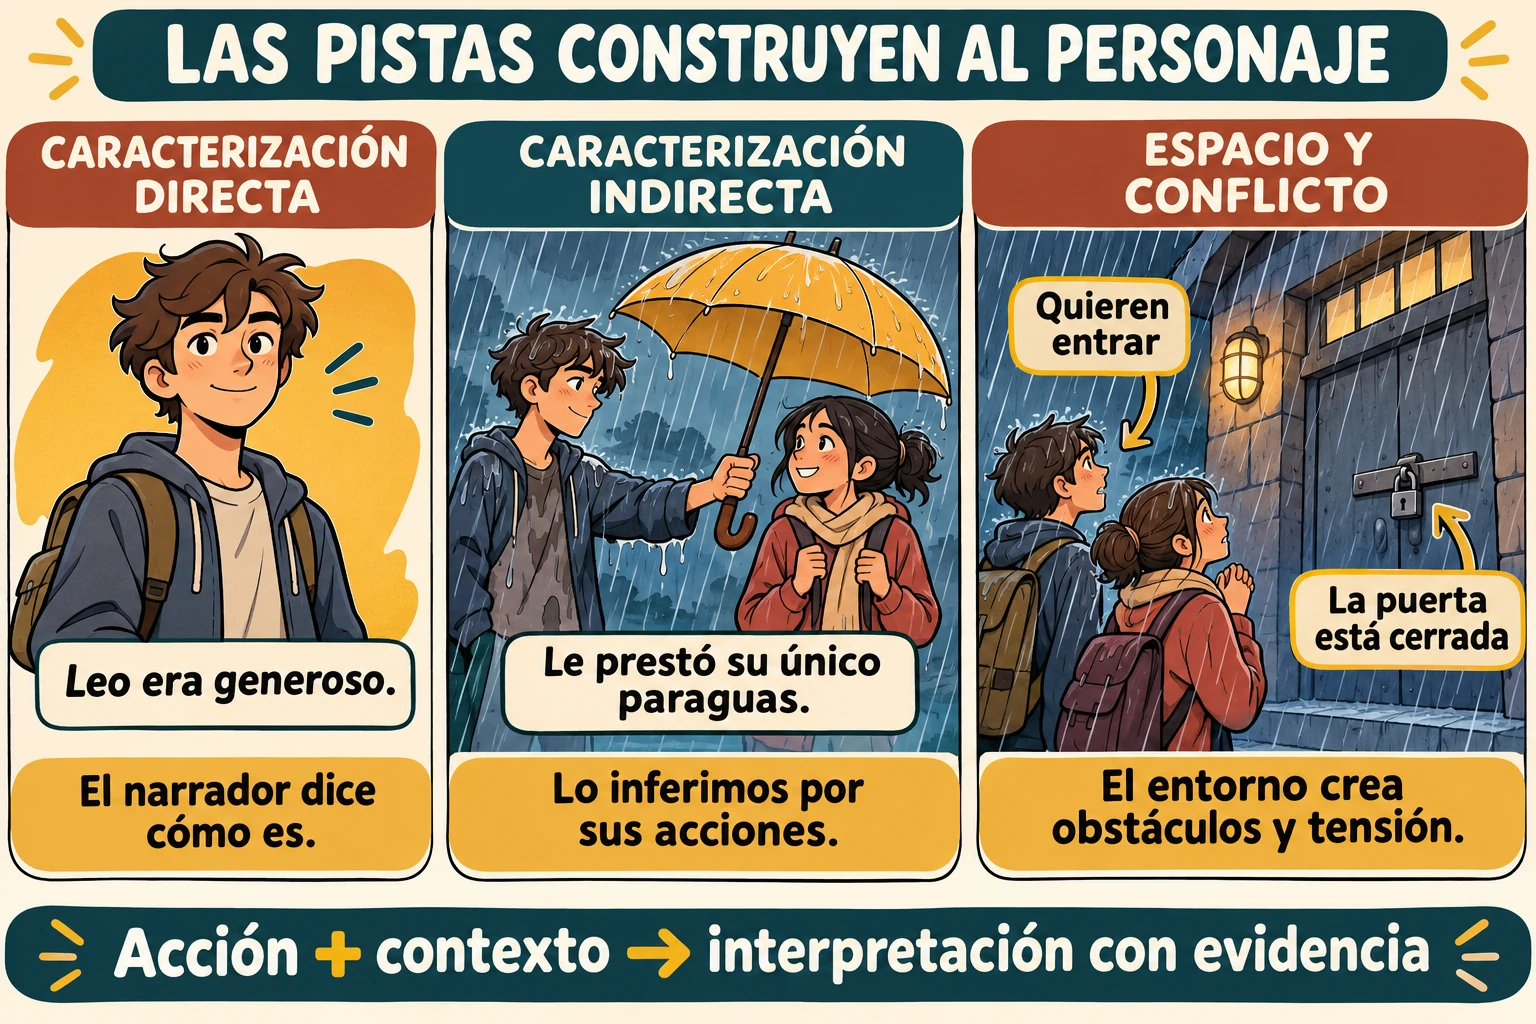 LAS PISTAS CONSTRUYEN AL PERSONAJE
CARACTERIZACIÓN
DIRECTA
Leo era generoso.
El narrador dice
cómo es.
CARACTERIZACIÓN
INDIRECTA
Le prestó su único
paraguas.
Lo inferimos por
sus acciones.
ESPACIO Y
CONFLICTO
Quieren
entrar
La puerta
está cerrada
El entorno crea
obstáculos y tensión.
Acción + contexto → interpretación con evidencia